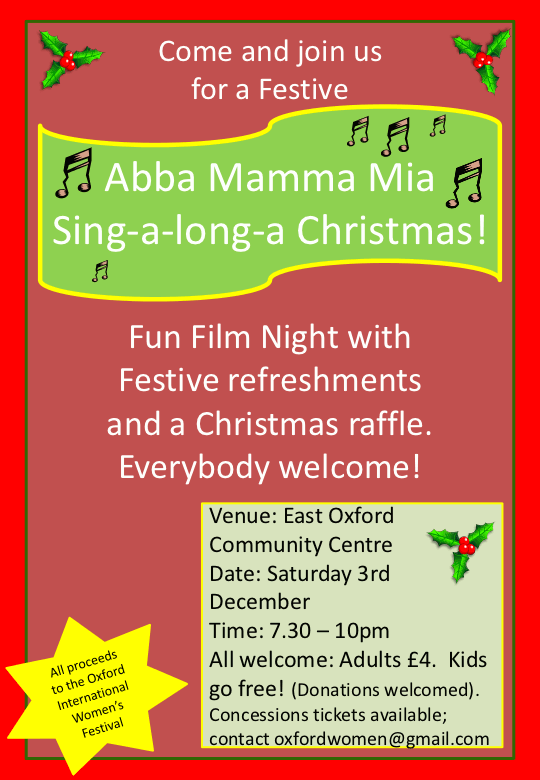 Come and join us
for a Festive
Abba Mamma Mia
Sing-a-long-a Christmas!
Fun Film Night with
Festive refreshments
and a Christmas raffle.
Everybody welcome!
Venue: East Oxford
Community Centre
Date: Saturday 3rd
December
Time: 7.30 – 10pm
All welcome: Adults £4.  Kids
go free! (Donations welcomed).
Concessions tickets available;
contact oxfordwomen@gmail.com
All proceeds
to the Oxford
International
Women's
Festival